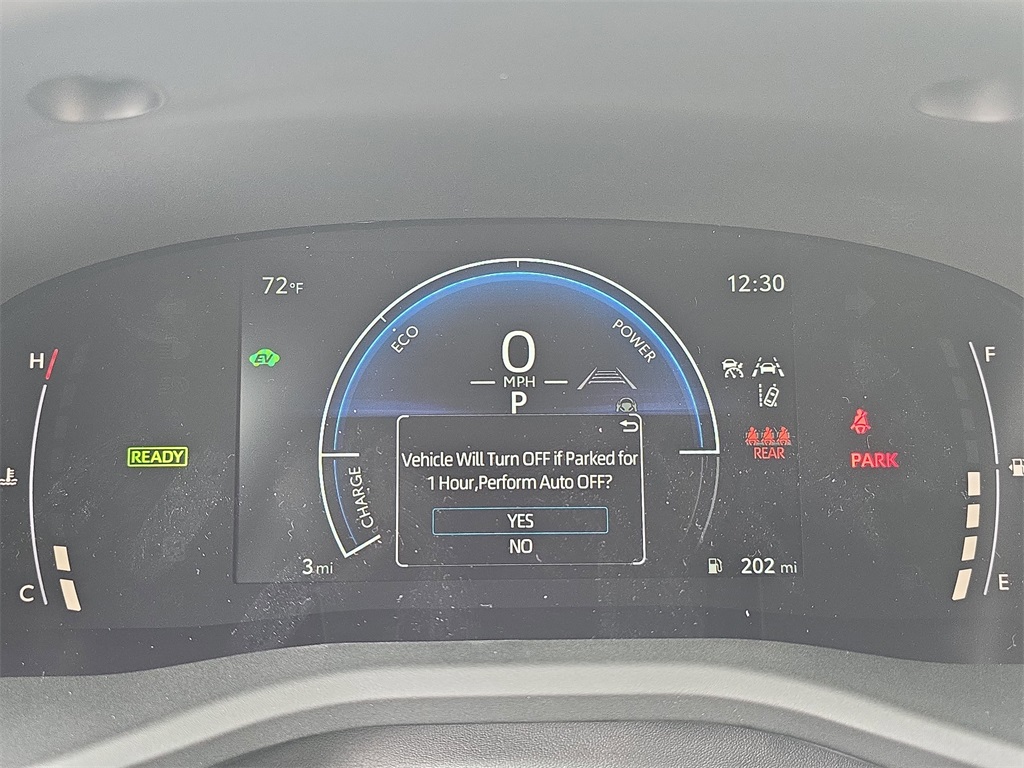 72°F
12:30
H
ECO
POWER
F
EV
0
MPH
P
READY
REAR
PARK
CHARGE
Vehicle Will Turn OFF if Parked for
1 Hour,Perform Auto OFF?
YES
NO
C
3 mi
202 mi
E